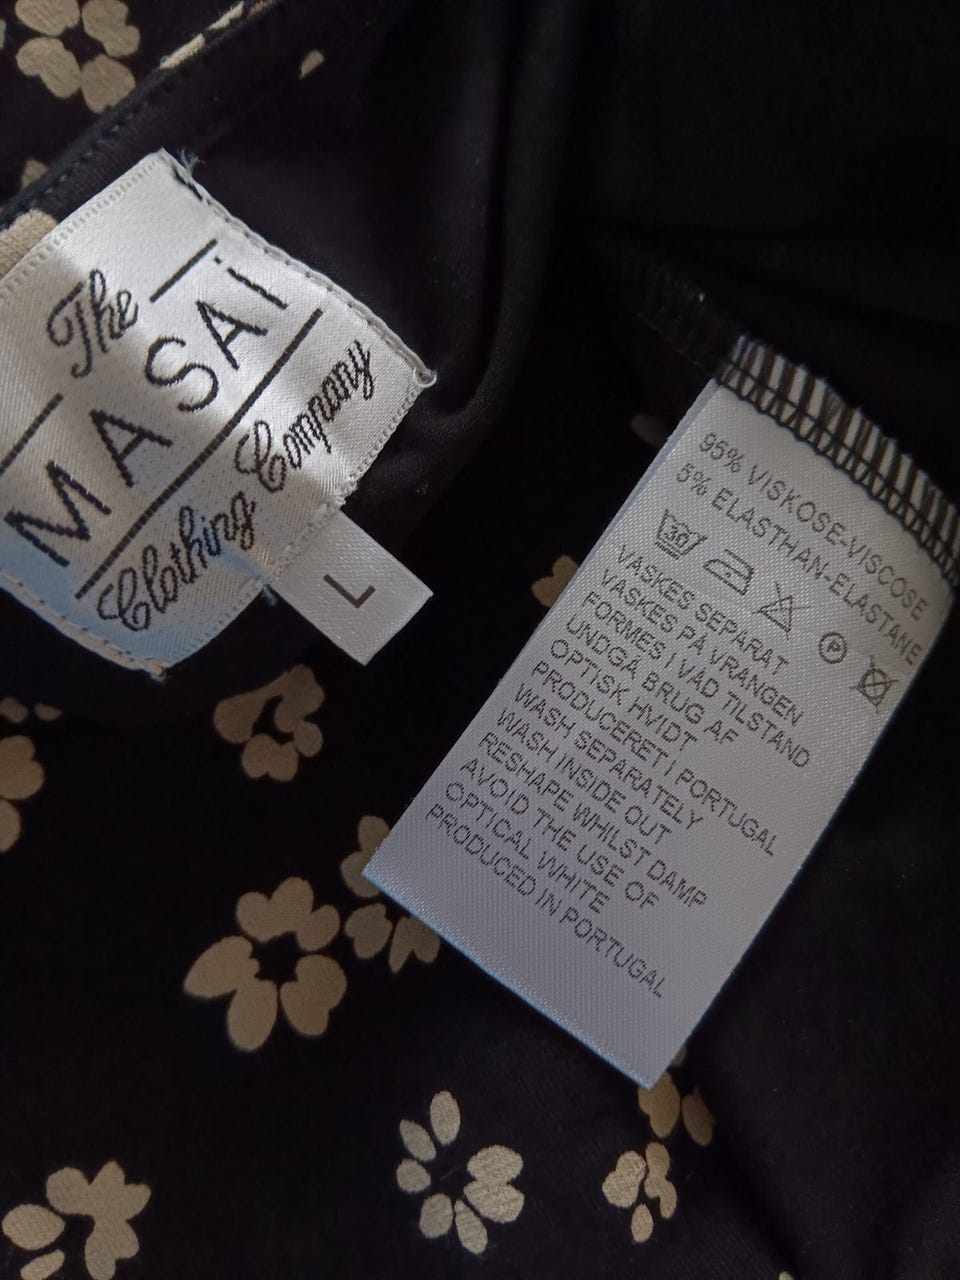 The
MASAi
Clothing Company
L
95% VISKOSE-VISCOSE
5% ELASTHAN-ELASTANE
30
P
VASKES SEPARAT
VASKES PÅ VRANGEN
FORMES I VÅD TILSTAND
UNDGÅ BRUG AF
OPTISK HVIDT
PRODUCERET I PORTUGAL
WASH SEPARATELY
WASH INSIDE OUT
RESHAPE WHILST DAMP
AVOID THE USE OF
OPTICAL WHITE
PRODUCED IN PORTUGAL